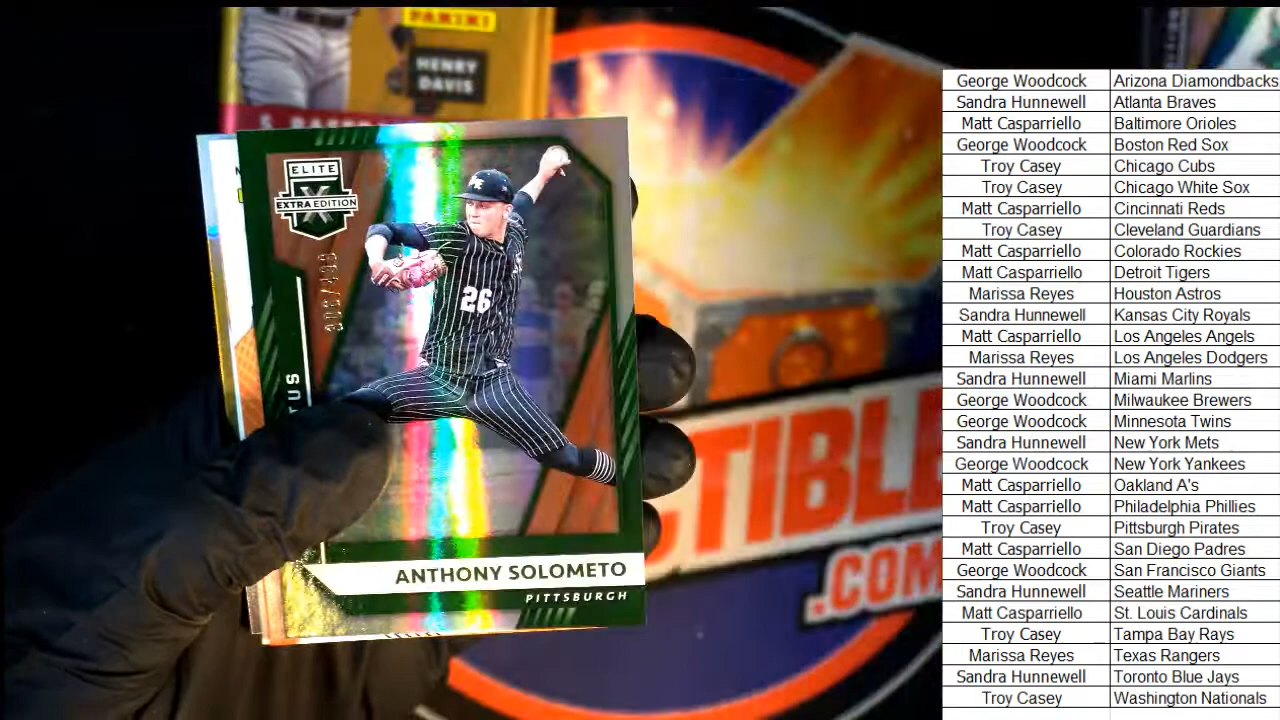 PANINI
HENRY
DAVIS
ELITE
X
EXTRA EDITION
26
TUS
ANTHONY SOLOMETO
PITTSBURGH
CTIBLE
.COM
George Woodcock Arizona Diamondbacks
Sandra Hunnewell Atlanta Braves
Matt Casparriello Baltimore Orioles
George Woodcock Boston Red Sox
Troy Casey Chicago Cubs
Troy Casey Chicago White Sox
Matt Casparriello Cincinnati Reds
Troy Casey Cleveland Guardians
Matt Casparriello Colorado Rockies
Matt Casparriello Detroit Tigers
Marissa Reyes Houston Astros
Sandra Hunnewell Kansas City Royals
Matt Casparriello Los Angeles Angels
Marissa Reyes Los Angeles Dodgers
Sandra Hunnewell Miami Marlins
George Woodcock Milwaukee Brewers
George Woodcock Minnesota Twins
Sandra Hunnewell New York Mets
George Woodcock New York Yankees
Matt Casparriello Oakland A's
Matt Casparriello Philadelphia Phillies
Troy Casey Pittsburgh Pirates
Matt Casparriello San Diego Padres
George Woodcock San Francisco Giants
Sandra Hunnewell Seattle Mariners
Matt Casparriello St. Louis Cardinals
Troy Casey Tampa Bay Rays
Marissa Reyes Texas Rangers
Sandra Hunnewell Toronto Blue Jays
Troy Casey Washington Nationals